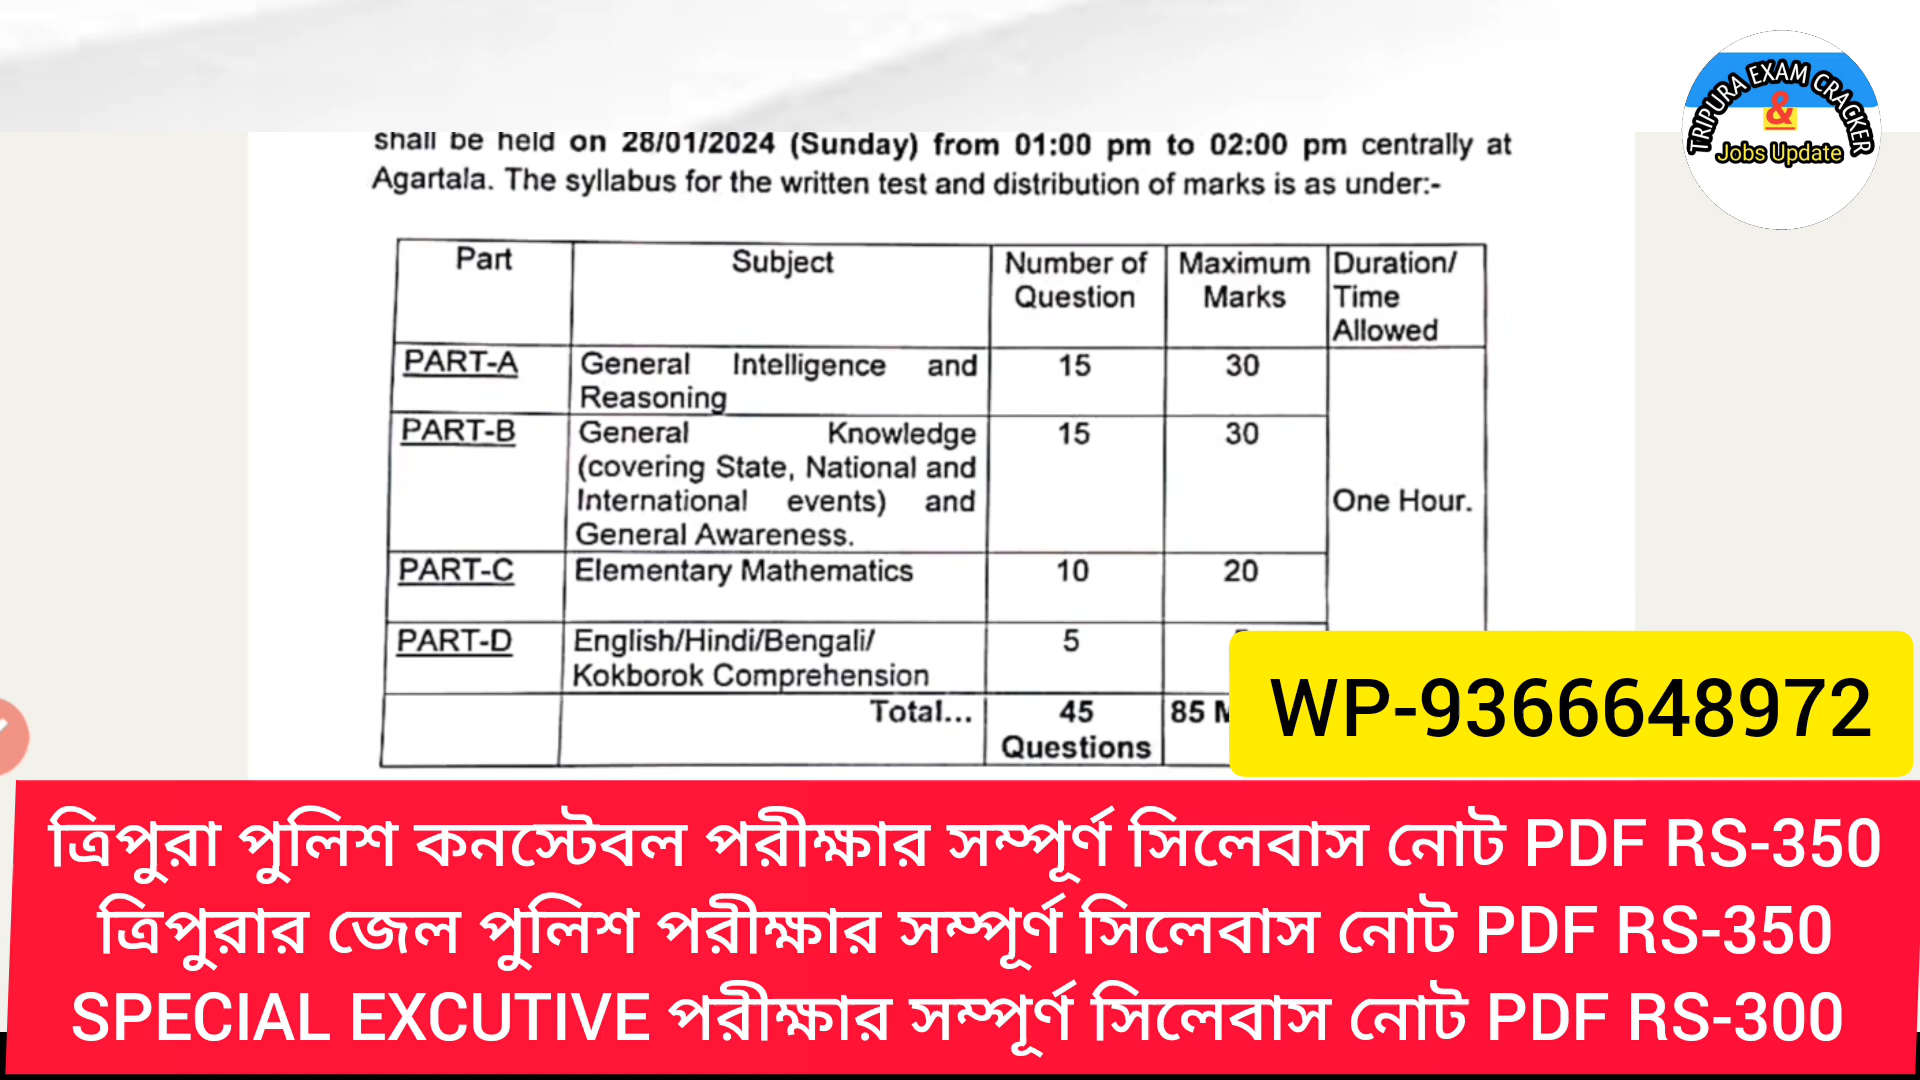 TRIPURA EXAM CRACKER
&
Jobs Update
shall be held on 28/01/2024 (Sunday) from 01:00 pm to 02:00 pm centrally at
Agartala. The syllabus for the written test and distribution of marks is as under:-
Part Subject Number of Question Maximum Marks Duration/ Time Allowed
PART-A General Intelligence and Reasoning 15 30
PART-B General Knowledge (covering State, National and International events) and General Awareness. 15 30 One Hour.
PART-C Elementary Mathematics 10 20
PART-D English/Hindi/Bengali/ Kokborok Comprehension 5
Total... 45 Questions 85
WP-9366648972
ত্রিপুরা পুলিশ কনস্টেবল পরীক্ষার সম্পূর্ণ সিলেবাস নোট PDF RS-350
ত্রিপুরার জেল পুলিশ পরীক্ষার সম্পূর্ণ সিলেবাস নোট PDF RS-350
SPECIAL EXCUTIVE পরীক্ষার সম্পূর্ণ সিলেবাস নোট PDF RS-300